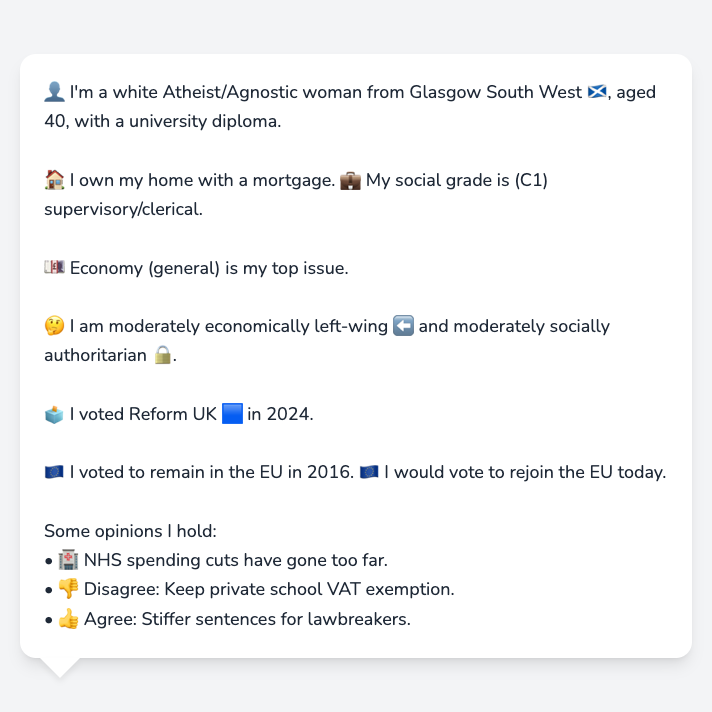 👤 I'm a white Atheist/Agnostic woman from Glasgow South West 🏴󠁧󠁢󠁳󠁣󠁴󠁿, aged
40, with a university diploma.
🏠 I own my home with a mortgage. 💼 My social grade is (C1)
supervisory/clerical.
💷 Economy (general) is my top issue.
🤔 I am moderately economically left-wing ⬅️ and moderately socially
authoritarian 🔒.
🗳️ I voted Reform UK 🟦 in 2024.
🇪🇺 I voted to remain in the EU in 2016. 🇪🇺 I would vote to rejoin the EU today.
Some opinions I hold:
• 🏥 NHS spending cuts have gone too far.
• 👎 Disagree: Keep private school VAT exemption.
• 👍 Agree: Stiffer sentences for lawbreakers.